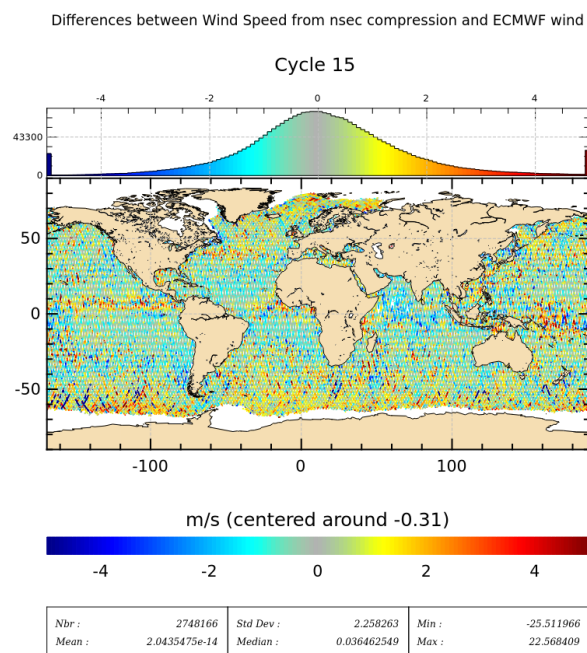 Differences between Wind Speed from nsec compression and ECMWF wind
Cycle 15
-4 -2 0 2 4
43300
0
50
0
-50
-100 0 100
m/s (centered around -0.31)
-4 -2 0 2 4
Nbr : 2748166 Std Dev : 2.258263 Min : -25.511966
Mean : 2.0435475e-14 Median : 0.036462549 Max : 22.568409